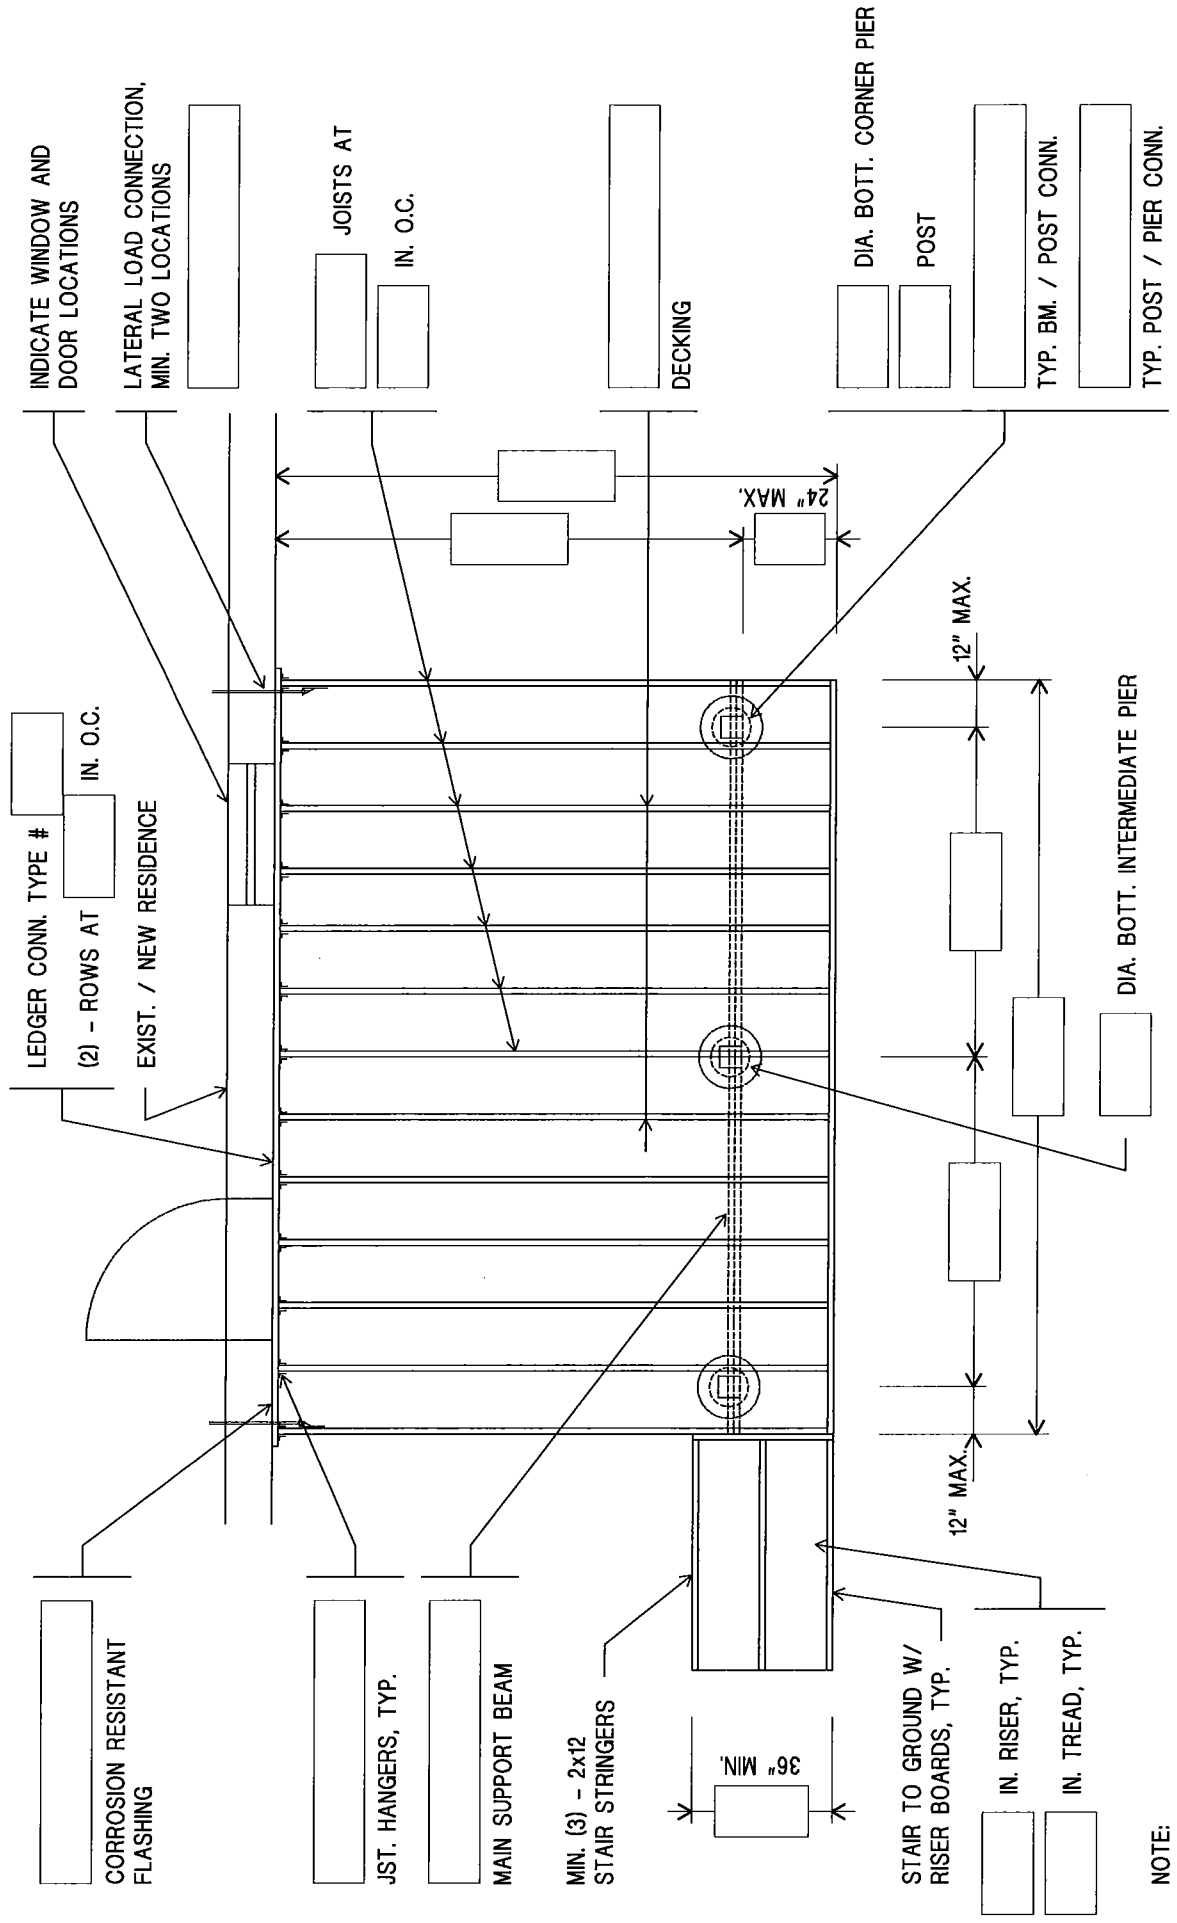 CORROSION RESISTANT
FLASHING
JST. HANGERS, TYP.
MAIN SUPPORT BEAM
MIN. (3) - 2x12
STAIR STRINGERS
36" MIN.
STAIR TO GROUND W/
RISER BOARDS, TYP.
IN. RISER, TYP.
IN. TREAD, TYP.
NOTE:
LEDGER CONN. TYPE #
(2) - ROWS AT
IN. O.C.
EXIST. / NEW RESIDENCE
12" MAX.
12" MAX.
DIA. BOTT. INTERMEDIATE PIER
24" MAX.
INDICATE WINDOW AND
DOOR LOCATIONS
LATERAL LOAD CONNECTION,
MIN. TWO LOCATIONS
JOISTS AT
IN. O.C.
DECKING
DIA. BOTT. CORNER PIER
POST
TYP. BM. / POST CONN.
TYP. POST / PIER CONN.